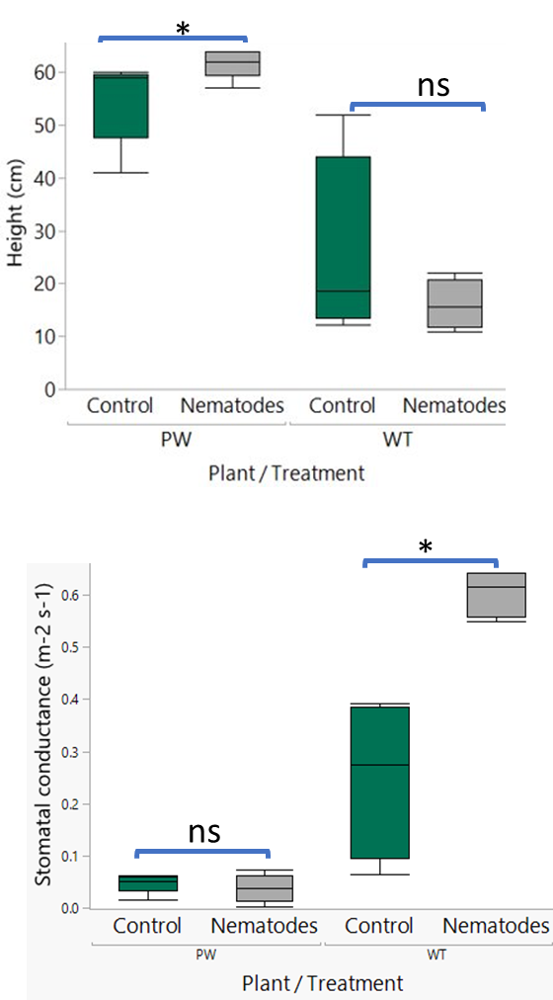 *
ns
Height (cm)
60
50
40
30
20
10
0
Control Nematodes Control Nematodes
PW WT
Plant / Treatment
*
ns
Stomatal conductance (m-2 s-1)
0.6
0.5
0.4
0.3
0.2
0.1
0.0
Control Nematodes Control Nematodes
PW WT
Plant / Treatment